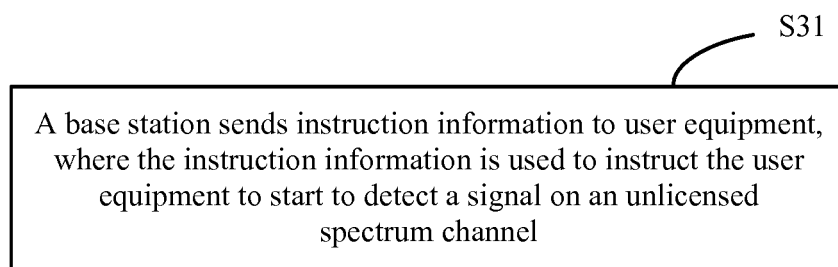 S31
A base station sends instruction information to user equipment,
where the instruction information is used to instruct the user
equipment to start to detect a signal on an unlicensed
spectrum channel